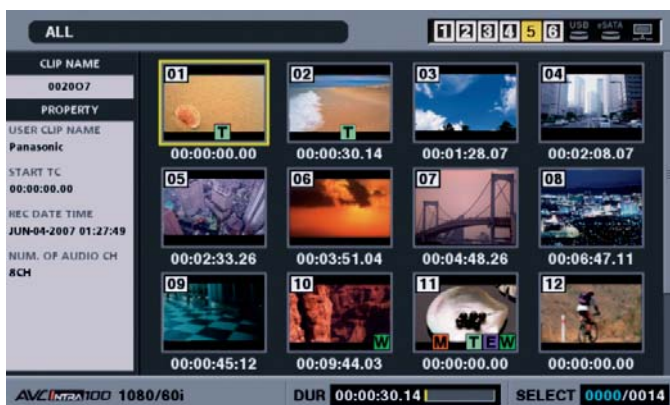 ALL
1 2 3 4 5 6 USB eSATA
CLIP NAME
0020O7
PROPERTY
USER CLIP NAME
Panasonic
START TC
00:00:00.00
REC DATE TIME
JUN-04-2007 01:27:49
NUM. OF AUDIO CH
8CH
01 T
02 T
03
04
00:00:00.00
00:00:30.14
00:01:28.07
00:02:08.07
05
06
07
08
00:02:33.26
00:03:51.04
00:04:48.26
00:06:47.11
09
10 W
11 M T E W
12
00:00:45:12
00:09:44.03
00:00:00.00
00:00:00.00
AVC INTRA 100 1080/60i
DUR 00:00:30.14
SELECT 0000/0014